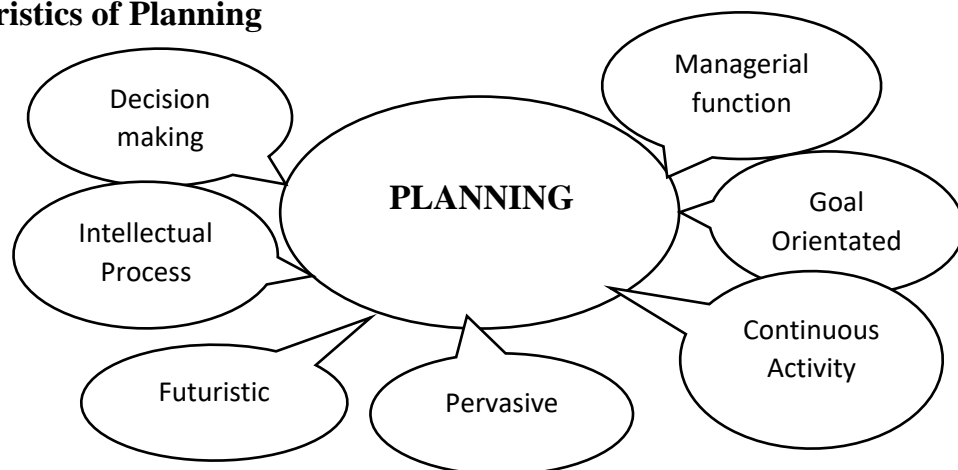 ristics of Planning
Decision
making
Managerial
function
PLANNING
Goal
Orientated
Intellectual
Process
Continuous
Activity
Futuristic
Pervasive